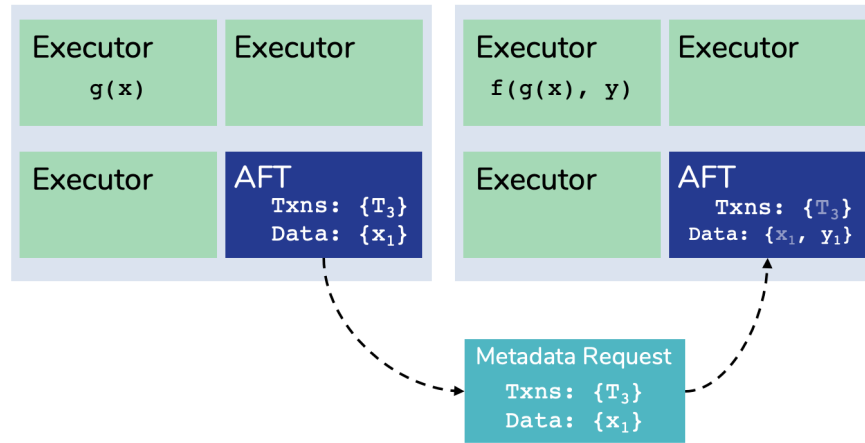 Executor
g(x)
Executor
Executor
AFT
Txns: {T₃}
Data: {x₁}
Executor
f(g(x), y)
Executor
Executor
AFT
Txns: {T₃}
Data: {x₁, y₁}
Metadata Request
Txns: {T₃}
Data: {x₁}